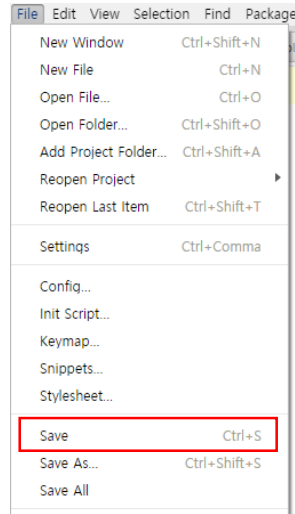 File Edit View Selection Find Package
New Window Ctrl+Shift+N
New File Ctrl+N
Open File... Ctrl+O
Open Folder... Ctrl+Shift+O
Add Project Folder... Ctrl+Shift+A
Reopen Project
Reopen Last Item Ctrl+Shift+T
Settings Ctrl+Comma
Config...
Init Script...
Keymap...
Snippets...
Stylesheet...
Save Ctrl+S
Save As... Ctrl+Shift+S
Save All